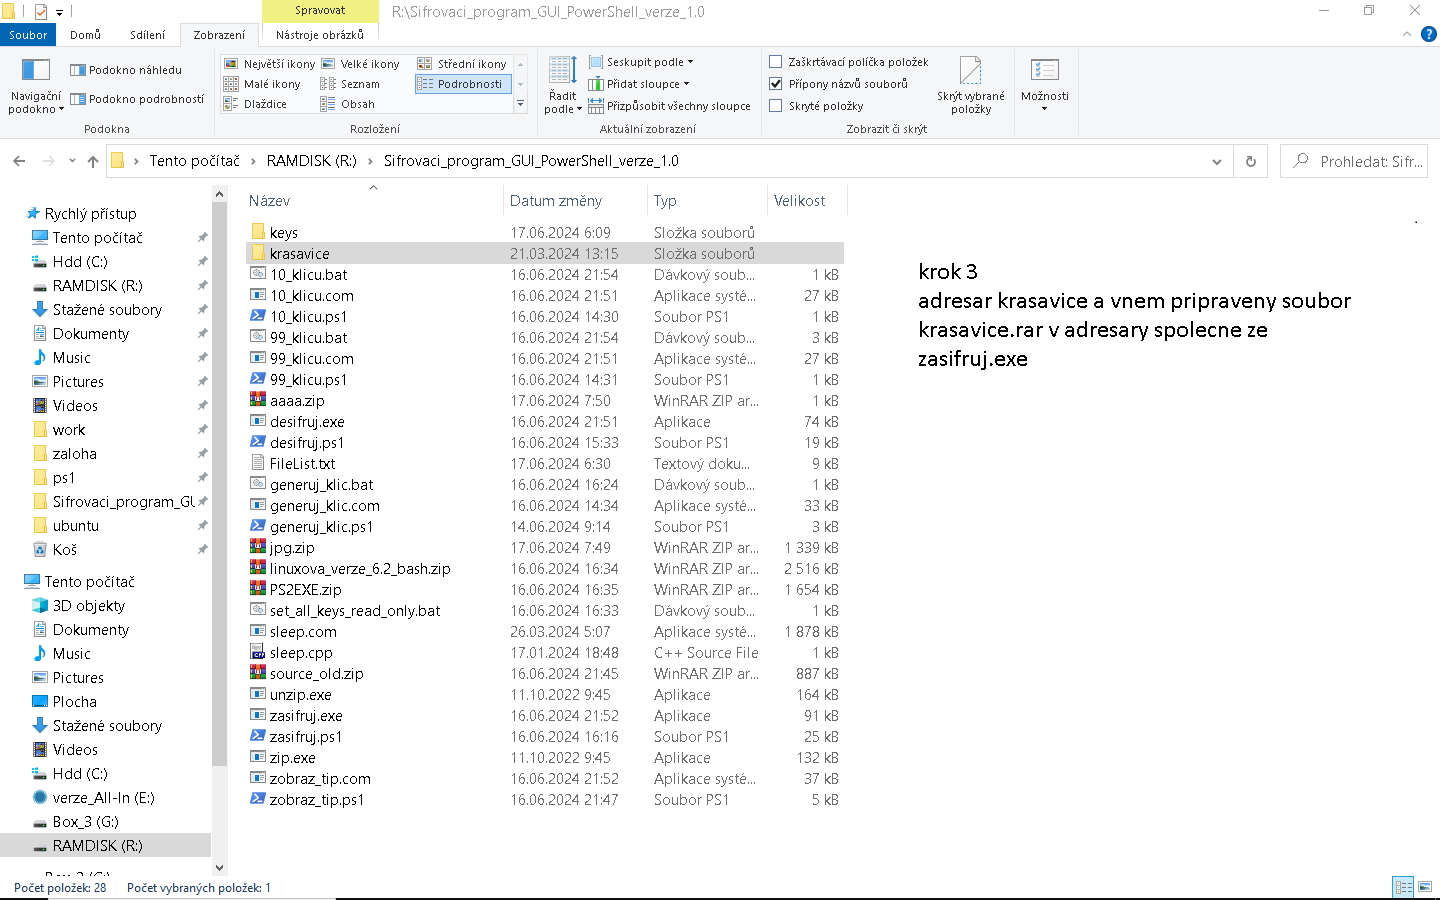 Spravovat
R:\Sifrovaci_program_GUI_PowerShell_verze_1.0
Soubor
Domů
Sdílení
Zobrazení
Nástroje obrázků
?
Navigační podokno
Podokno náhledu
Podokno podrobností
Podokna
Největší ikony
Velké ikony
Střední ikony
Malé ikony
Seznam
Podrobnosti
Dlaždice
Obsah
Rozložení
Řadit podle
Seskupit podle
Přidat sloupce
Přizpůsobit všechny sloupce
Aktuální zobrazení
Zaškrtávací políčka položek
Přípony názvů souborů
Skryté položky
Skrýt vybrané položky
Zobrazit či skrýt
Možnosti
Tento počítač > RAMDISK (R:) > Sifrovaci_program_GUI_PowerShell_verze_1.0
Prohledat: Sifr...
Rychlý přístup
Tento počítač
Hdd (C:)
RAMDISK (R:)
Stažené soubory
Dokumenty
Music
Pictures
Videos
work
zaloha
ps1
Sifrovaci_program_GU
ubuntu
Koš
Tento počítač
3D objekty
Dokumenty
Music
Pictures
Plocha
Stažené soubory
Videos
Hdd (C:)
verze_All-In (E:)
Box_3 (G:)
RAMDISK (R:)
Název Datum změny Typ Velikost
keys 17.06.2024 6:09 Složka souborů
krasavice 21.03.2024 13:15 Složka souborů
10_klicu.bat 16.06.2024 21:54 Dávkový soub... 1 kB
10_klicu.com 16.06.2024 21:51 Aplikace systé... 27 kB
10_klicu.ps1 16.06.2024 14:30 Soubor PS1 1 kB
99_klicu.bat 16.06.2024 21:54 Dávkový soub... 3 kB
99_klicu.com 16.06.2024 21:51 Aplikace systé... 27 kB
99_klicu.ps1 16.06.2024 14:31 Soubor PS1 1 kB
aaaa.zip 17.06.2024 7:50 WinRAR ZIP ar... 1 kB
desifruj.exe 16.06.2024 21:51 Aplikace 74 kB
desifruj.ps1 16.06.2024 15:33 Soubor PS1 19 kB
FileList.txt 17.06.2024 6:30 Textový doku... 9 kB
generuj_klic.bat 16.06.2024 16:24 Dávkový soub... 1 kB
generuj_klic.com 16.06.2024 14:34 Aplikace systé... 33 kB
generuj_klic.ps1 14.06.2024 9:14 Soubor PS1 3 kB
jpg.zip 17.06.2024 7:49 WinRAR ZIP ar... 1 339 kB
linuxova_verze_6.2_bash.zip 16.06.2024 16:34 WinRAR ZIP ar... 2 516 kB
PS2EXE.zip 16.06.2024 16:35 WinRAR ZIP ar... 1 654 kB
set_all_keys_read_only.bat 16.06.2024 16:33 Dávkový soub... 1 kB
sleep.com 26.03.2024 5:07 Aplikace systé... 1 878 kB
sleep.cpp 17.01.2024 18:48 C++ Source File 1 kB
source_old.zip 16.06.2024 21:45 WinRAR ZIP ar... 887 kB
unzip.exe 11.10.2022 9:45 Aplikace 164 kB
zasifruj.exe 16.06.2024 21:52 Aplikace 91 kB
zasifruj.ps1 16.06.2024 16:16 Soubor PS1 25 kB
zip.exe 11.10.2022 9:45 Aplikace 132 kB
zobraz_tip.com 16.06.2024 21:52 Aplikace systé... 37 kB
zobraz_tip.ps1 16.06.2024 21:47 Soubor PS1 5 kB
krok 3
adresar krasavice a vnem pripraveny soubor
krasavice.rar v adresary spolecne ze
zasifruj.exe
Počet položek: 28 Počet vybraných položek: 1